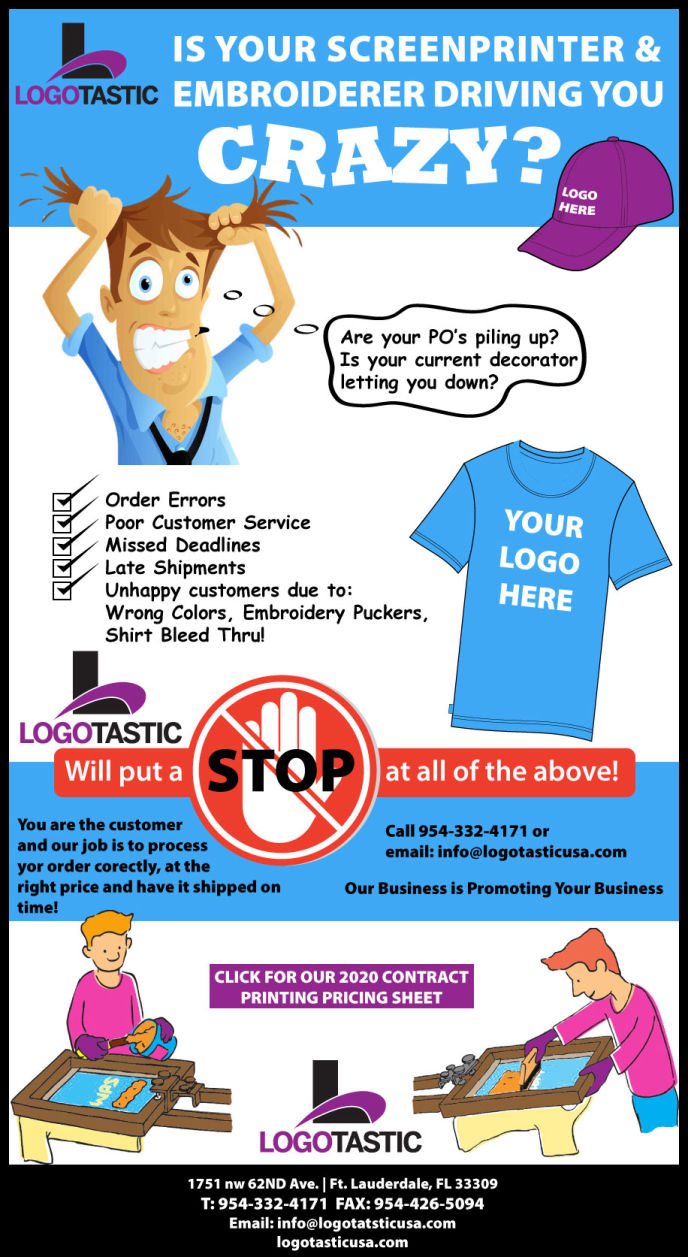 LOGOTASTIC
IS YOUR SCREENPRINTER &
EMBROIDERER DRIVING YOU
CRAZY?
LOGO
HERE
Are your PO's piling up?
Is your current decorator
letting you down?
Order Errors
Poor Customer Service
Missed Deadlines
Late Shipments
Unhappy customers due to:
Wrong Colors, Embroidery Puckers,
Shirt Bleed Thru!
YOUR
LOGO
HERE
LOGOTASTIC
Will put a STOP at all of the above!
You are the customer
and our job is to process
yor order corectly, at the
right price and have it shipped on
time!
Call 954-332-4171 or
email: info@logotasticusa.com
Our Business is Promoting Your Business
CLICK FOR OUR 2020 CONTRACT
PRINTING PRICING SHEET
LOGOTASTIC
1751 nw 62ND Ave. | Ft. Lauderdale, FL 33309
T: 954-332-4171 FAX: 954-426-5094
Email: info@logotatsticusa.com
logotasticusa.com